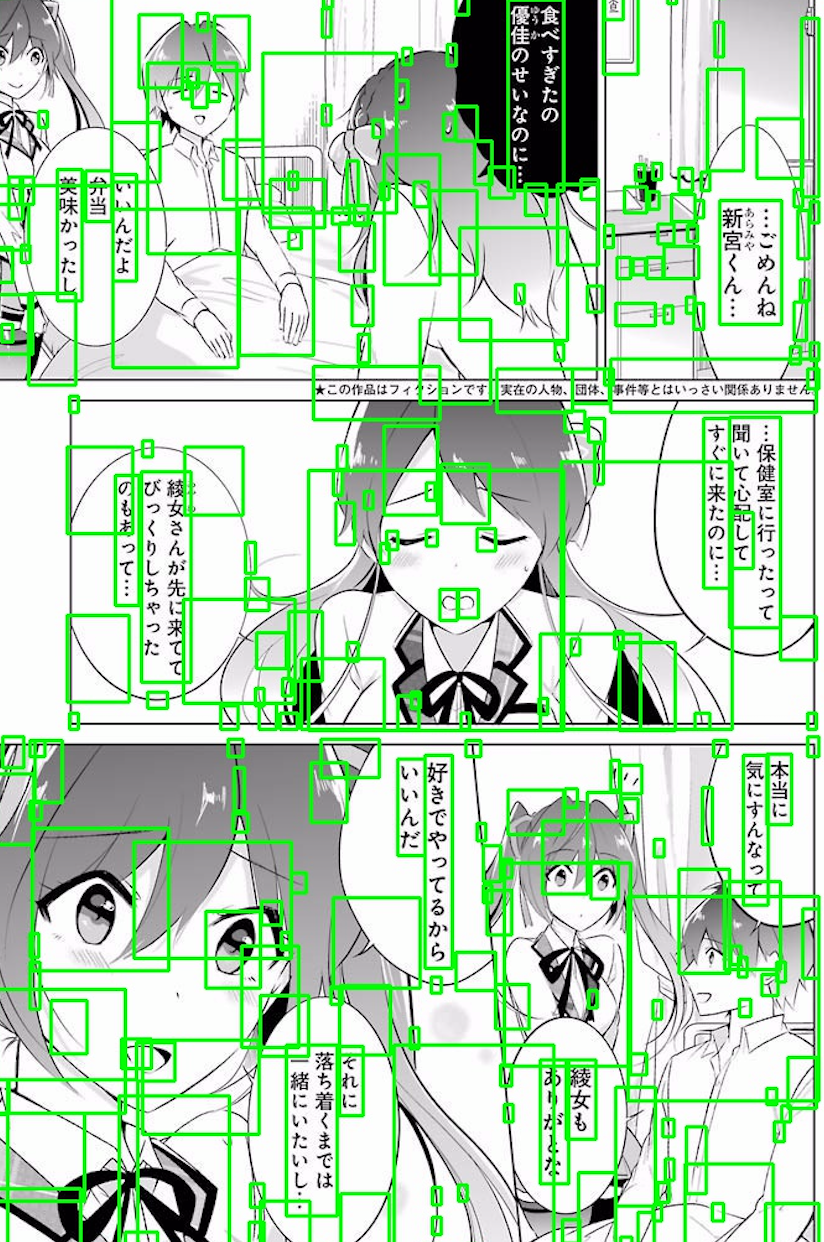 …ごめんね
新宮くん…
あらみや
食べすぎたの
優佳のせいなのに…
ゆうか
いいんだよ
弁当
美味かったし
★この作品はフィクションです。実在の人物、団体、事件等とはいっさい関係ありません。
…保健室に行ったって
聞いて心配して
すぐに来たのに…
綾女さんが先に来てて
びっくりしちゃった
のもあって…
本当に
気にすんなって
綾女も
ありがとな
好きでやってるから
いいんだ
それに
落ち着くまでは
一緒にいたいし…